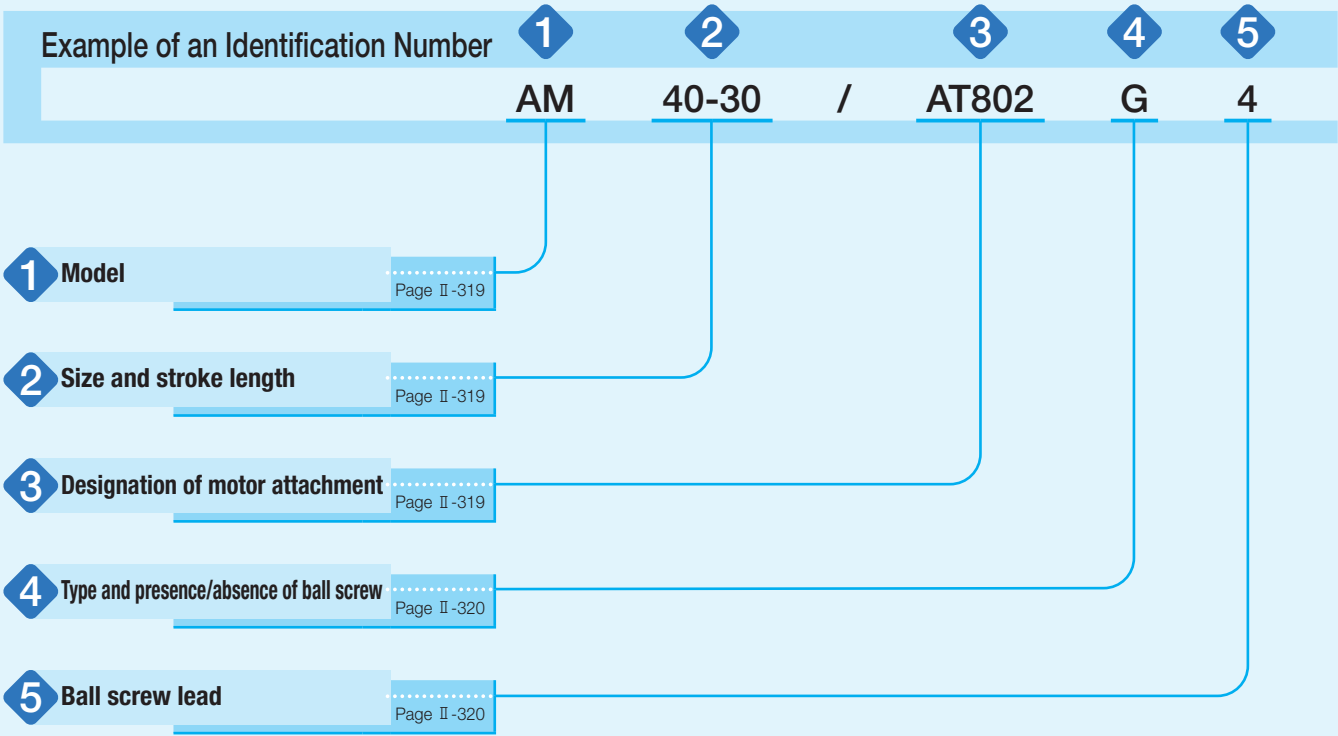 1 2 3 4 5
Example of an Identification Number
AM 40-30 / AT802 G 4
1 Model
Page Ⅱ-319
2 Size and stroke length
Page Ⅱ-319
3 Designation of motor attachment
Page Ⅱ-319
4 Type and presence/absence of ball screw
Page Ⅱ-320
5 Ball screw lead
Page Ⅱ-320